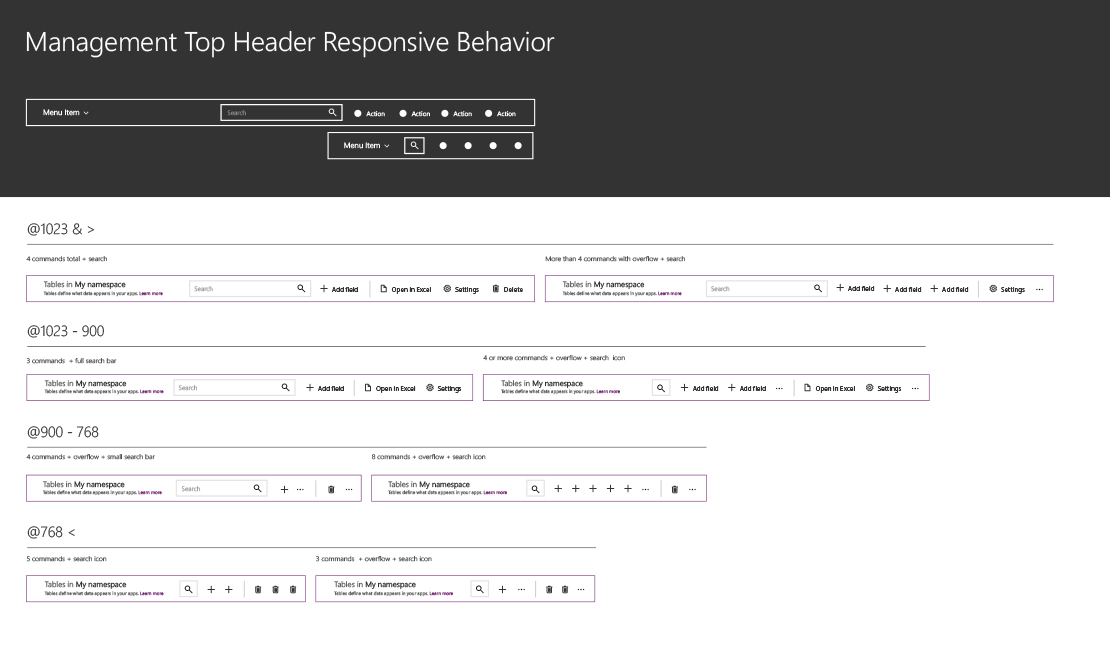 Management Top Header Responsive Behavior
Menu Item Search Action Action Action Action
Menu Item
@1023 & >
4 commands total + search
More than 4 commands with overflow + search
Tables in My namespace
Tables define what data appears in your apps. Learn more
Search Add field Open in Excel Settings Delete
Tables in My namespace
Tables define what data appears in your apps. Learn more
Search Add field Add field Add field Settings ...
@1023 - 900
3 commands + full search bar
4 or more commands + overflow + search icon
Tables in My namespace
Tables define what data appears in your apps. Learn more
Search Add field Open in Excel Settings
Tables in My namespace
Tables define what data appears in your apps. Learn more
Add field Add field ... Open in Excel Settings ...
@900 - 768
4 commands + overflow + small search bar
8 commands + overflow + search icon
Tables in My namespace
Tables define what data appears in your apps. Learn more
Search ... ...
Tables in My namespace
Tables define what data appears in your apps. Learn more
... ...
@768 <
5 commands + search icon
3 commands + overflow + search icon
Tables in My namespace
Tables define what data appears in your apps. Learn more
Tables in My namespace
Tables define what data appears in your apps. Learn more
... ...